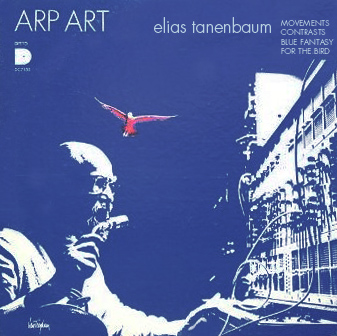 ARP ART
elias tanenbaum
MOVEMENTS
CONTRASTS
BLUE FANTASY
FOR THE BIRD